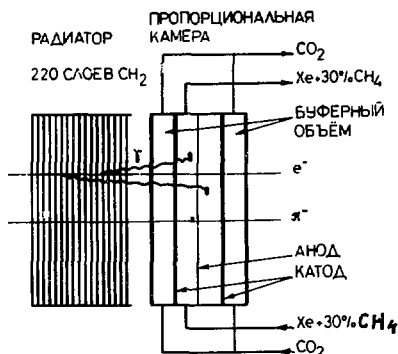 РАДИАТОР
220 СЛОЕВ CH₂
ПРОПОРЦИОНАЛЬНАЯ
КАМЕРА
CO₂
Xe+30%CH₄
БУФЕРНЫЙ
ОБЪЁМ
γ
e⁻
π⁻
АНОД
КАТОД
Xe+30%CH₄
CO₂